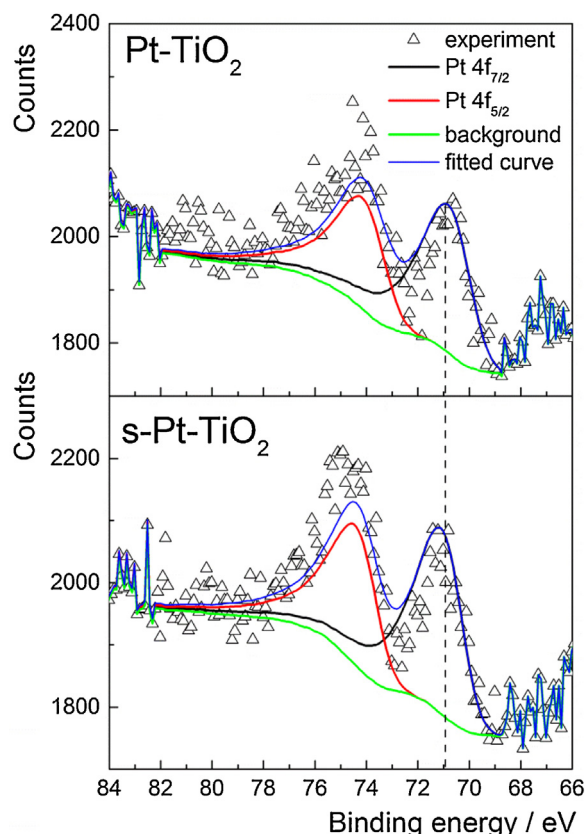 2400
Pt-TiO₂
△ experiment
Pt 4f₇/₂
Pt 4f₅/₂
background
fitted curve
Counts
2200
2000
1800
s-Pt-TiO₂
Counts
2200
2000
1800
84 82 80 78 76 74 72 70 68 66
Binding energy / eV